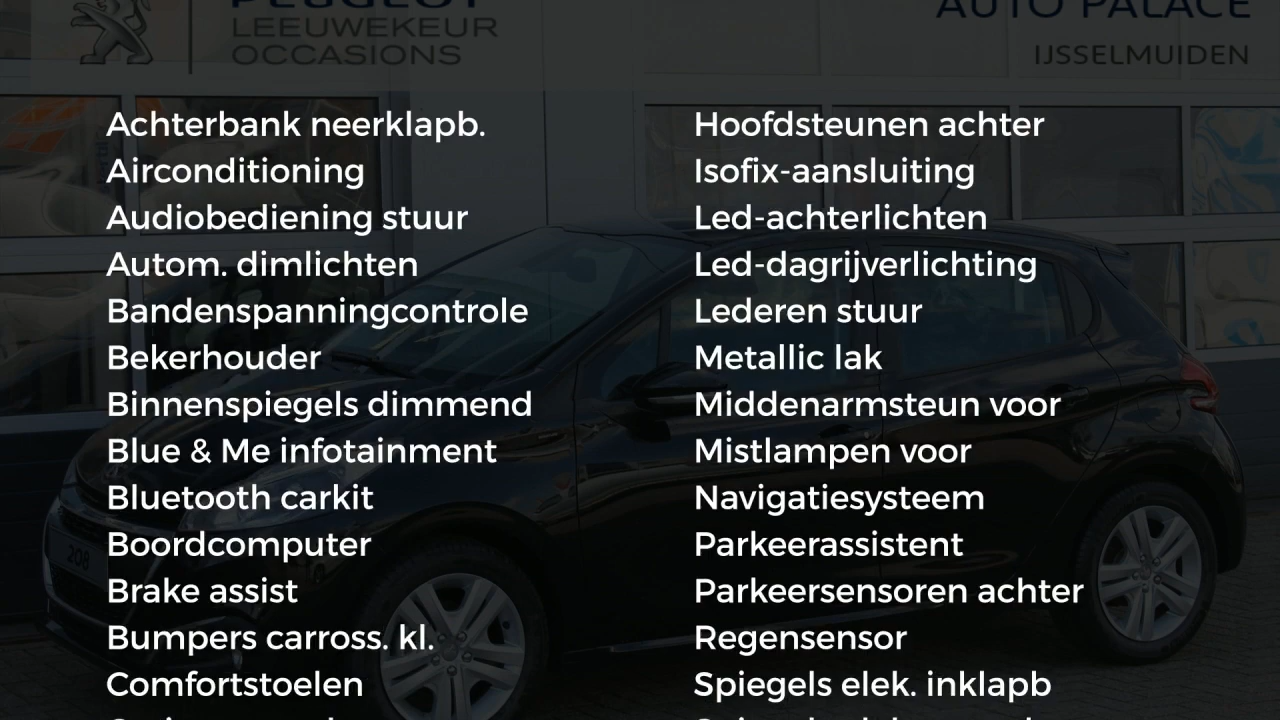 PEUGEOT
LEEUWEKEUR
OCCASIONS
AUTO PALACE
IJSSELMUIDEN
Achterbank neerklapb.
Airconditioning
Audiobediening stuur
Autom. dimlichten
Bandenspanningcontrole
Bekerhouder
Binnenspiegels dimmend
Blue & Me infotainment
Bluetooth carkit
Boordcomputer
Brake assist
Bumpers carross. kl.
Comfortstoelen
Hoofdsteunen achter
Isofix-aansluiting
Led-achterlichten
Led-dagrijverlichting
Lederen stuur
Metallic lak
Middenarmsteun voor
Mistlampen voor
Navigatiesysteem
Parkeerassistent
Parkeersensoren achter
Regensensor
Spiegels elek. inklapb
208